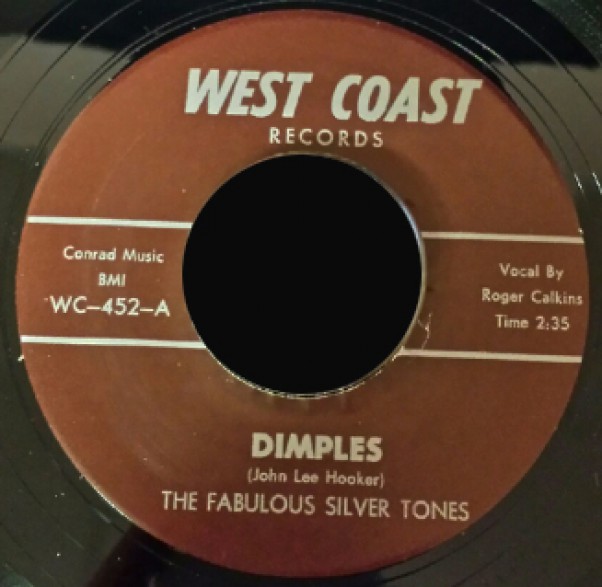 WEST COAST
RECORDS
Conrad Music
BMI
WC-452-A
Vocal By
Roger Calkins
Time 2:35
DIMPLES
(John Lee Hooker)
THE FABULOUS SILVER TONES